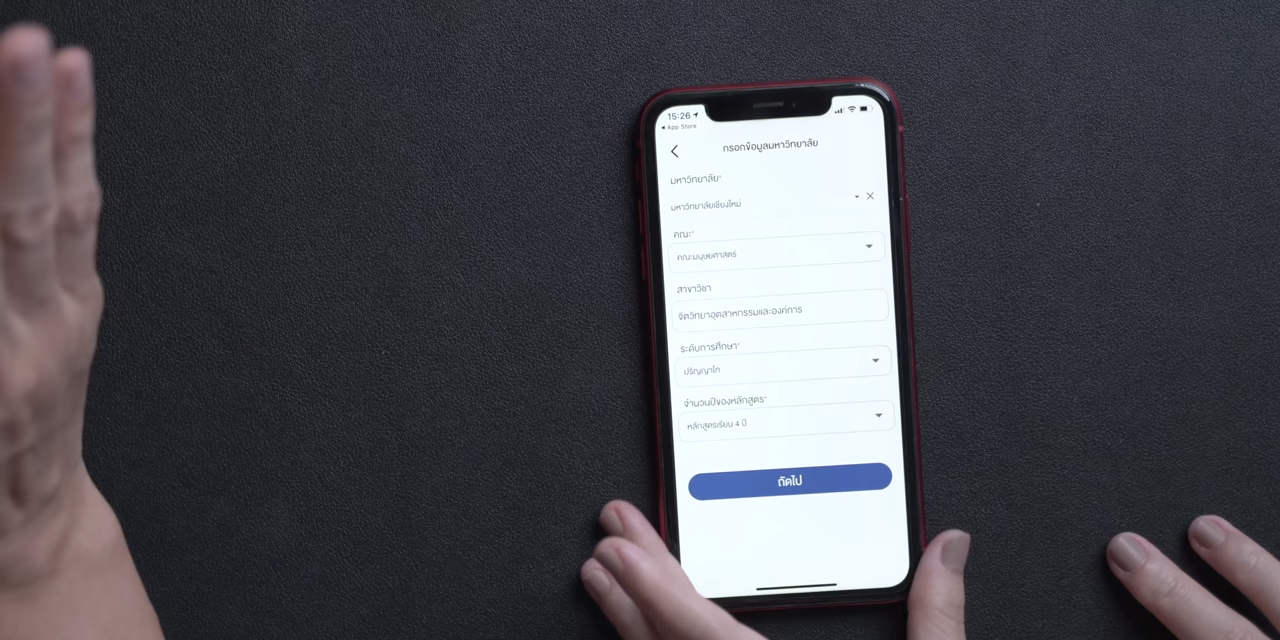 15:26
◀ App Store
กรอกข้อมูลมหาวิทยาลัย
มหาวิทยาลัย*
มหาวิทยาลัยเชียงใหม่
คณะ*
คณะมนุษยศาสตร์
สาขาวิชา
จิตวิทยาอุตสาหกรรมและองค์การ
ระดับการศึกษา*
ปริญญาโท
จำนวนปีของหลักสูตร*
หลักสูตรเรียน 4 ปี
ถัดไป